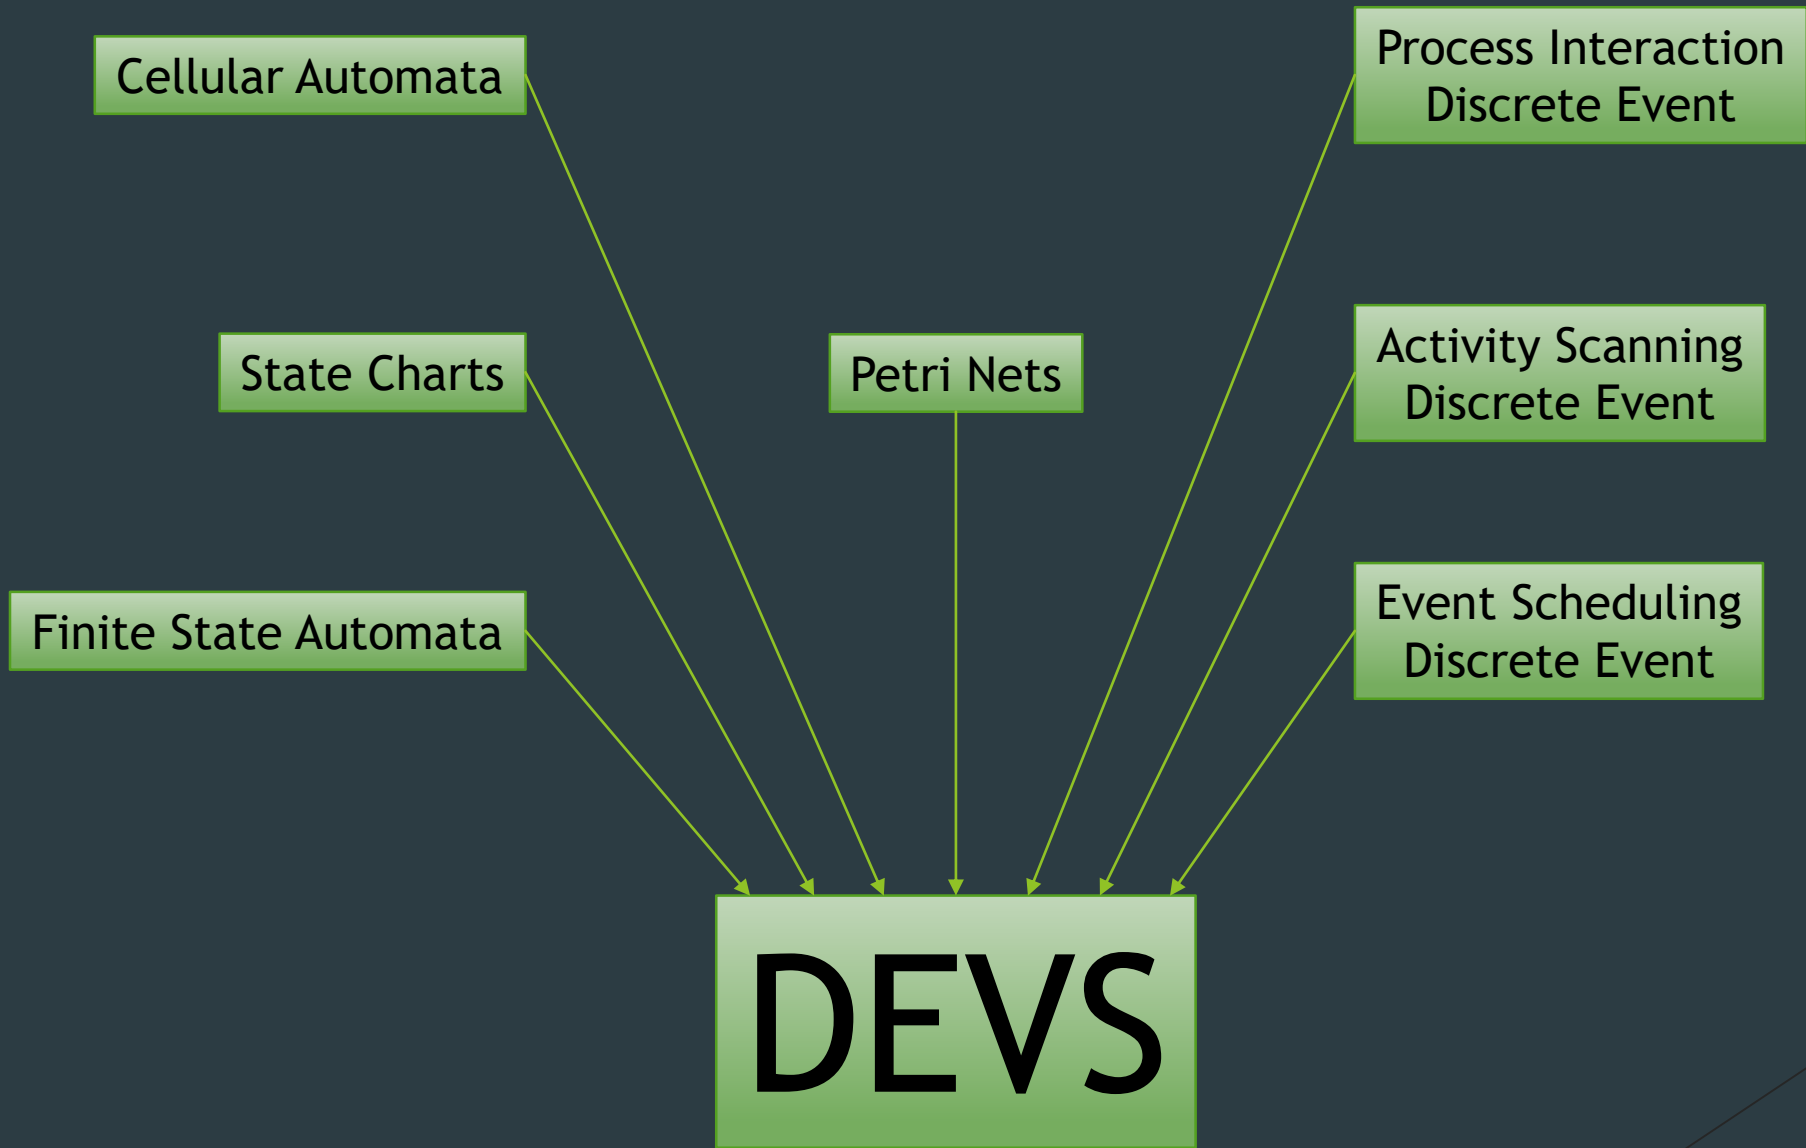 Cellular Automata
Process Interaction
Discrete Event
State Charts
Petri Nets
Activity Scanning
Discrete Event
Finite State Automata
Event Scheduling
Discrete Event
DEVS